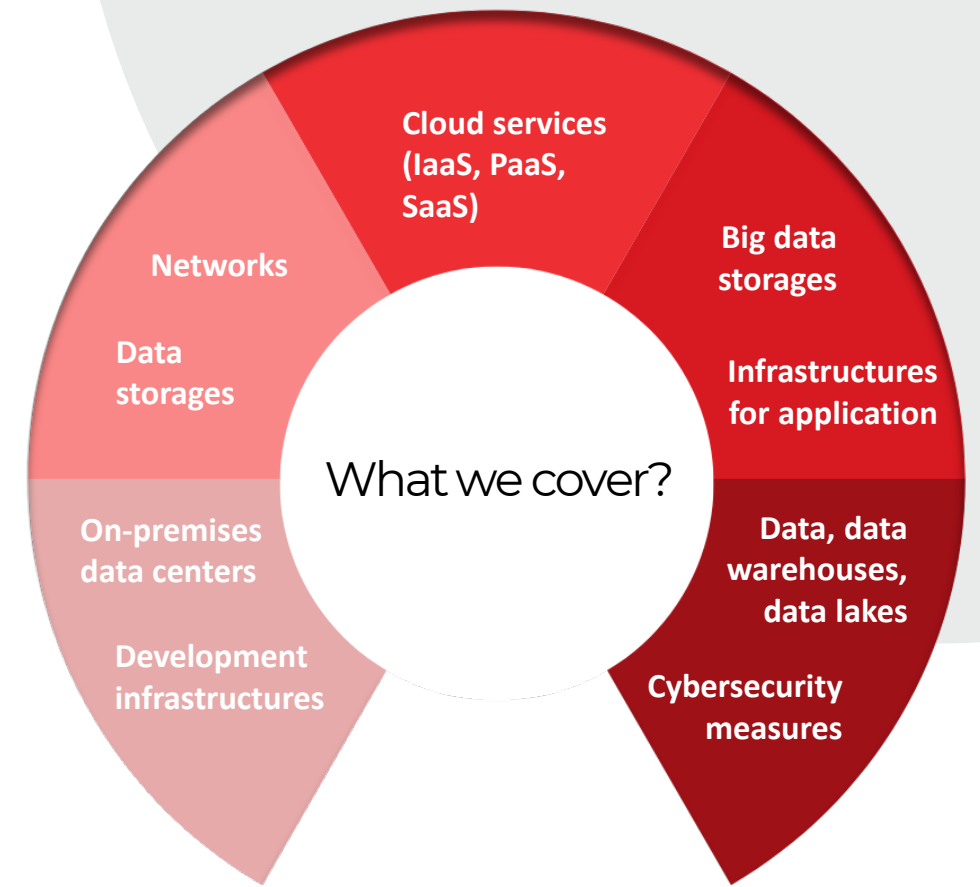 Cloud services
(IaaS, PaaS,
SaaS)
Networks
Data
storages
Big data
storages
Infrastructures
for application
What we cover?
On-premises
data centers
Development
infrastructures
Data, data
warehouses,
data lakes
Cybersecurity
measures